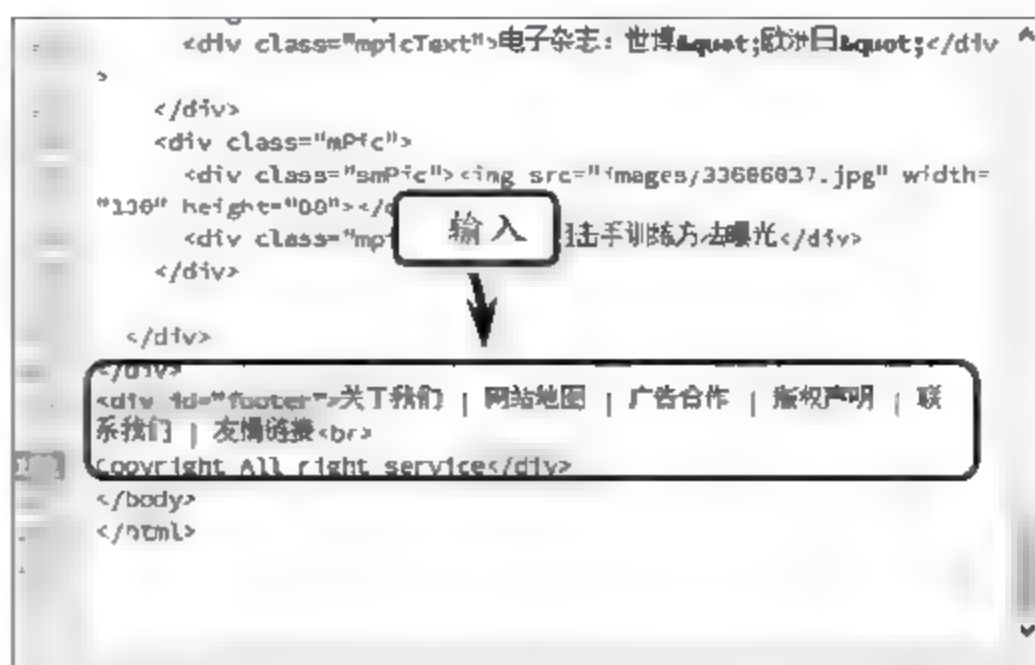 <div class="mpicText">电子杂志：世博&quot;欧洲日&quot;</div
>
</div>
<div class="mPic">
<div class="smPic"><img src="images/33686837.jpg" width=
"130" height="80"></
<div class="mpi 击手训练方法曝光</div>
输入
</div>
</div>
</div>
<div id="footer">关于我们 | 网站地图 | 广告合作 | 版权声明 | 联
系我们 | 友情链接<br>
Copyright All right service</div>
</body>
</html>